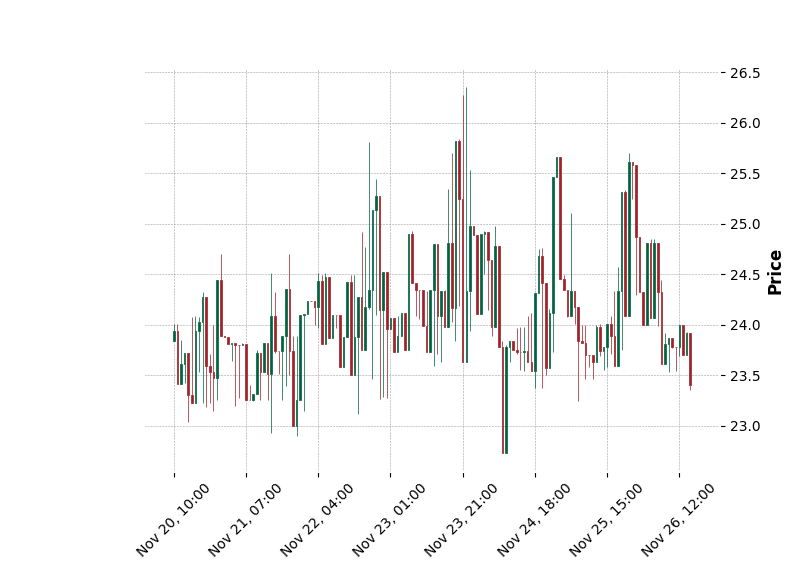 26.5
26.0
25.5
25.0
24.5
24.0
23.5
23.0
Price
Nov 20, 10:00
Nov 21, 07:00
Nov 22, 04:00
Nov 23, 01:00
Nov 23, 21:00
Nov 24, 18:00
Nov 25, 15:00
Nov 26, 12:00